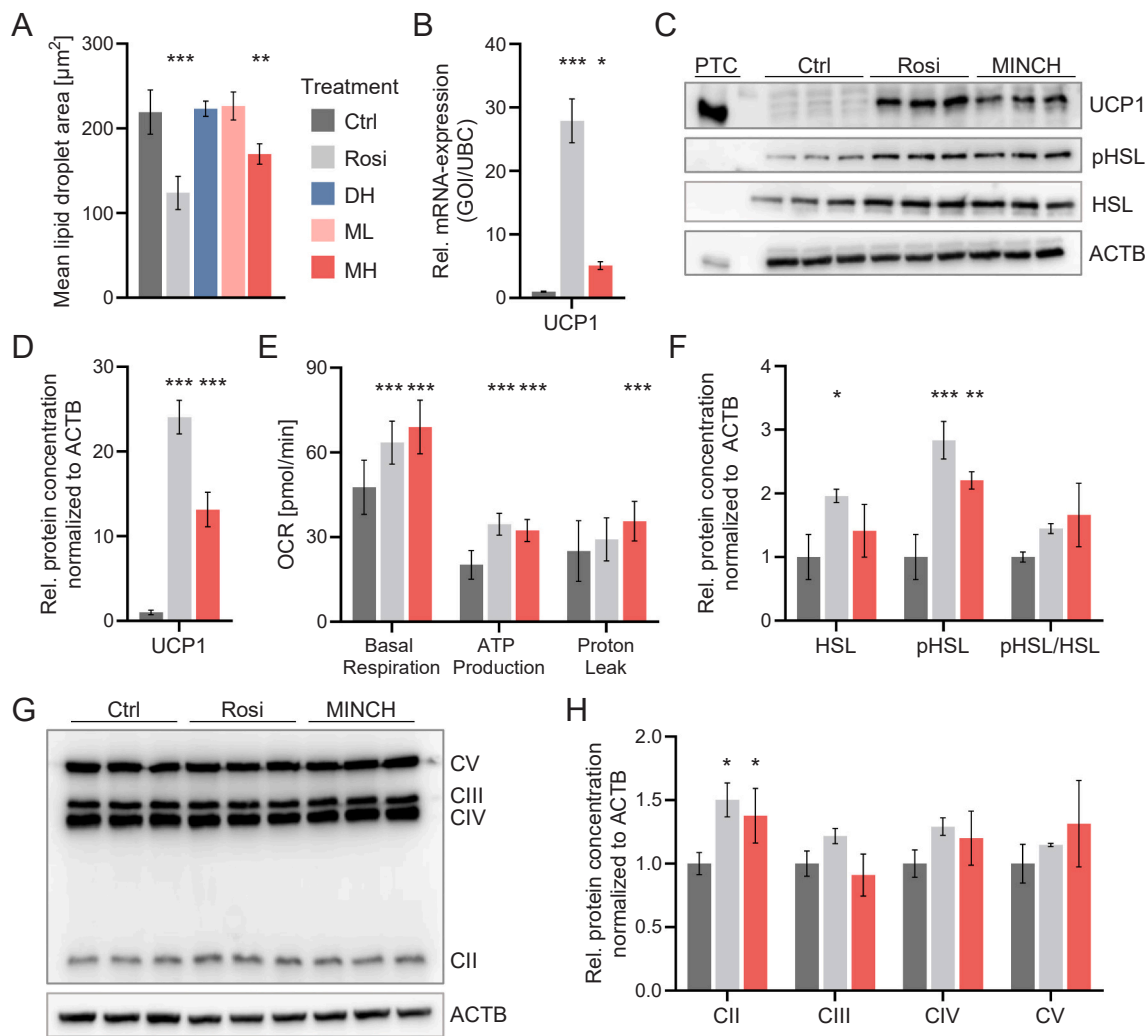 A
Mean lipid droplet area [µm²]
300
200
100
0
***
**
Treatment
Ctrl
Rosi
DH
ML
MH
B
Rel. mRNA-expression
(GOI/UBC)
40
30
20
10
0
***
*
UCP1
C
PTC Ctrl Rosi MINCH
UCP1
pHSL
HSL
ACTB
D
Rel. protein concentration
normalized to ACTB
30
20
10
0
*** ***
UCP1
E
OCR [pmol/min]
90
60
30
0
*** ***
*** ***
***
Basal
Respiration
ATP
Production
Proton
Leak
F
Rel. protein concentration
normalized to ACTB
4
3
2
1
0
*
*** **
HSL pHSL pHSL/HSL
G
Ctrl Rosi MINCH
CV
CIII
CIV
CII
ACTB
H
Rel. protein concentration
normalized to ACTB
2.0
1.5
1.0
0.5
0.0
* *
CII CIII CIV CV